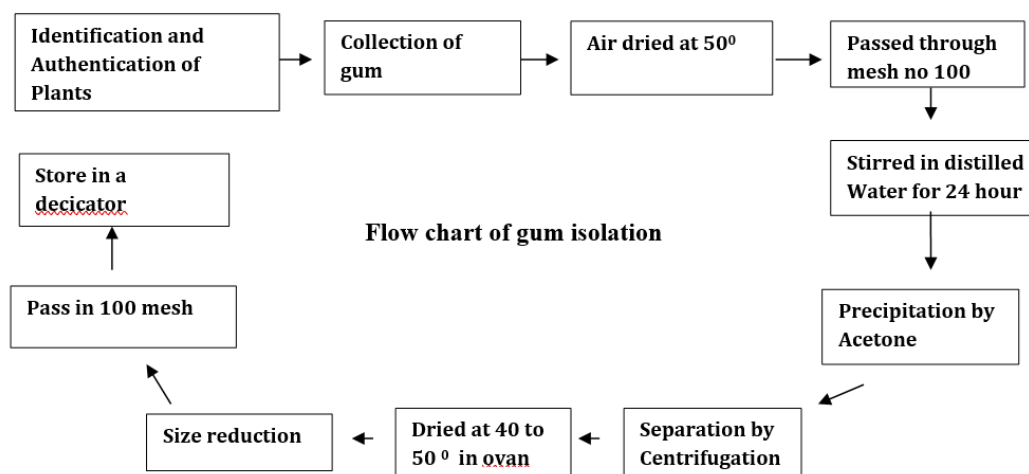 Identification and
Authentication of
Plants
Collection of
gum
Air dried at 50⁰
Passed through
mesh no 100
Stirred in distilled
Water for 24 hour
Precipitation by
Acetone
Separation by
Centrifugation
Dried at 40 to
50 ⁰ in ovan
Size reduction
Pass in 100 mesh
Store in a
decicator
Flow chart of gum isolation